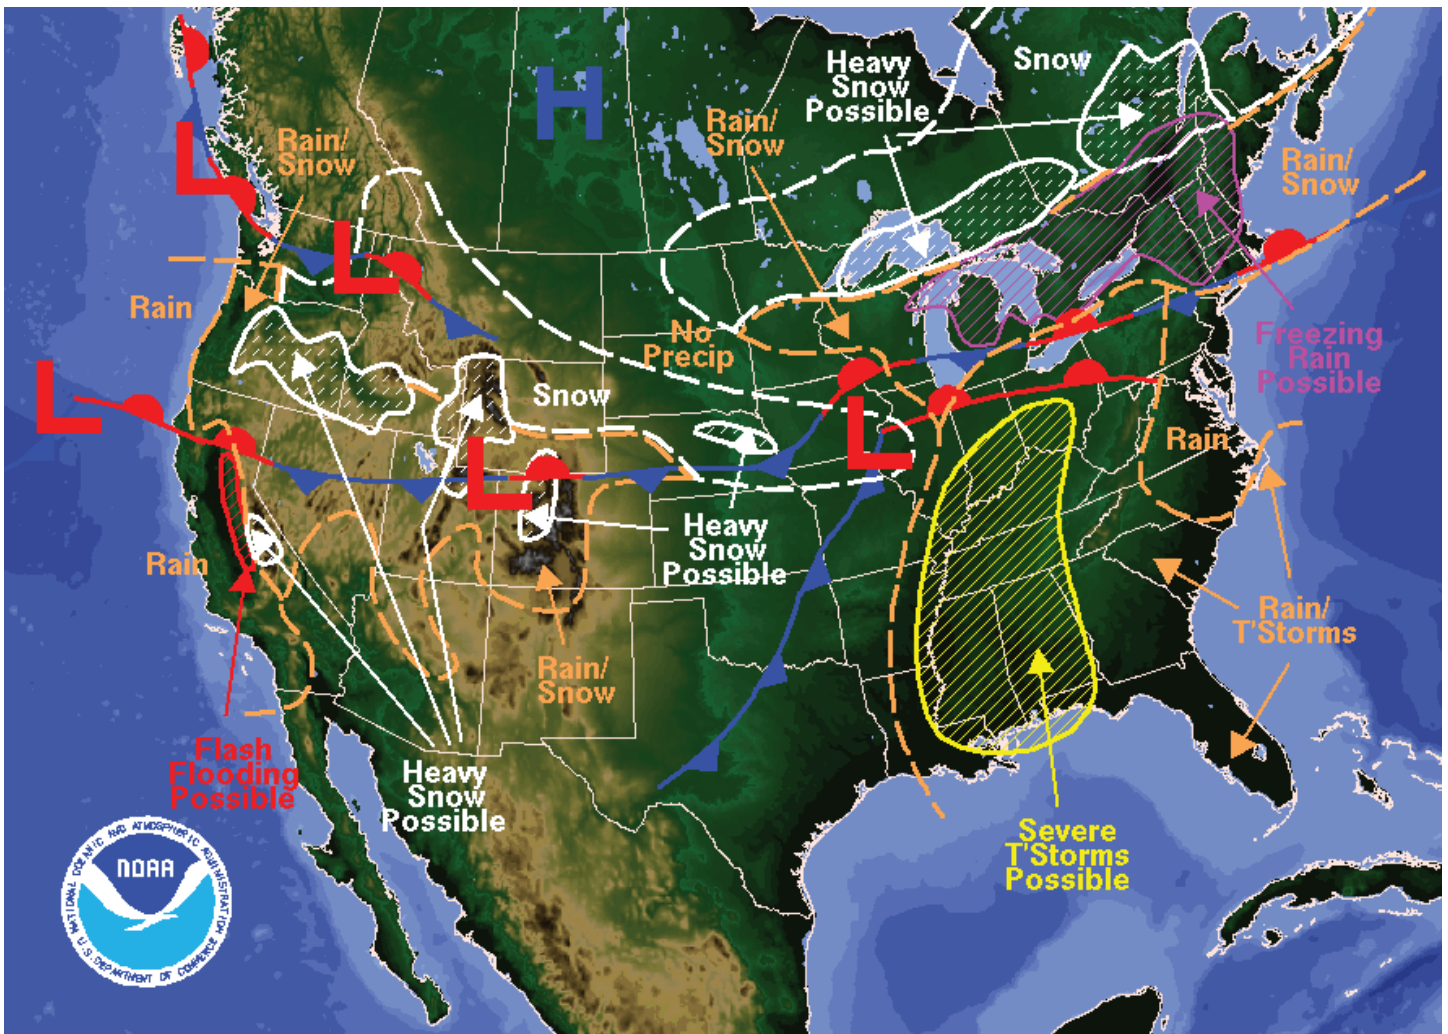 Heavy
Snow
Possible
Snow
H
Rain/
Snow
Rain/
Snow
Rain/
Snow
L
L
Rain
No
Precip
Freezing
Rain
Possible
Snow
L
L
L
Rain
Heavy
Snow
Possible
Rain
Rain/
T'Storms
Rain/
Snow
Flash
Flooding
Possible
Heavy
Snow
Possible
Severe
T'Storms
Possible
NATIONAL OCEANIC AND ATMOSPHERIC ADMINISTRATION
NOAA
U.S. DEPARTMENT OF COMMERCE